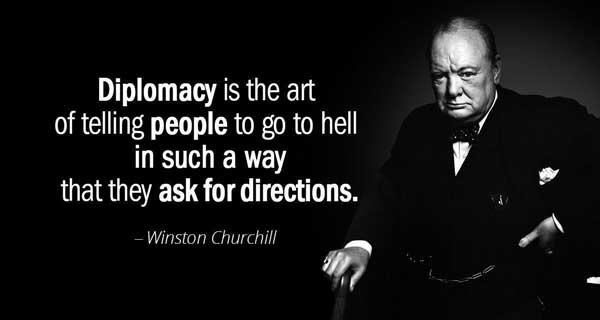 Diplomacy is the art
of telling people to go to hell
in such a way
that they ask for directions.
– Winston Churchill